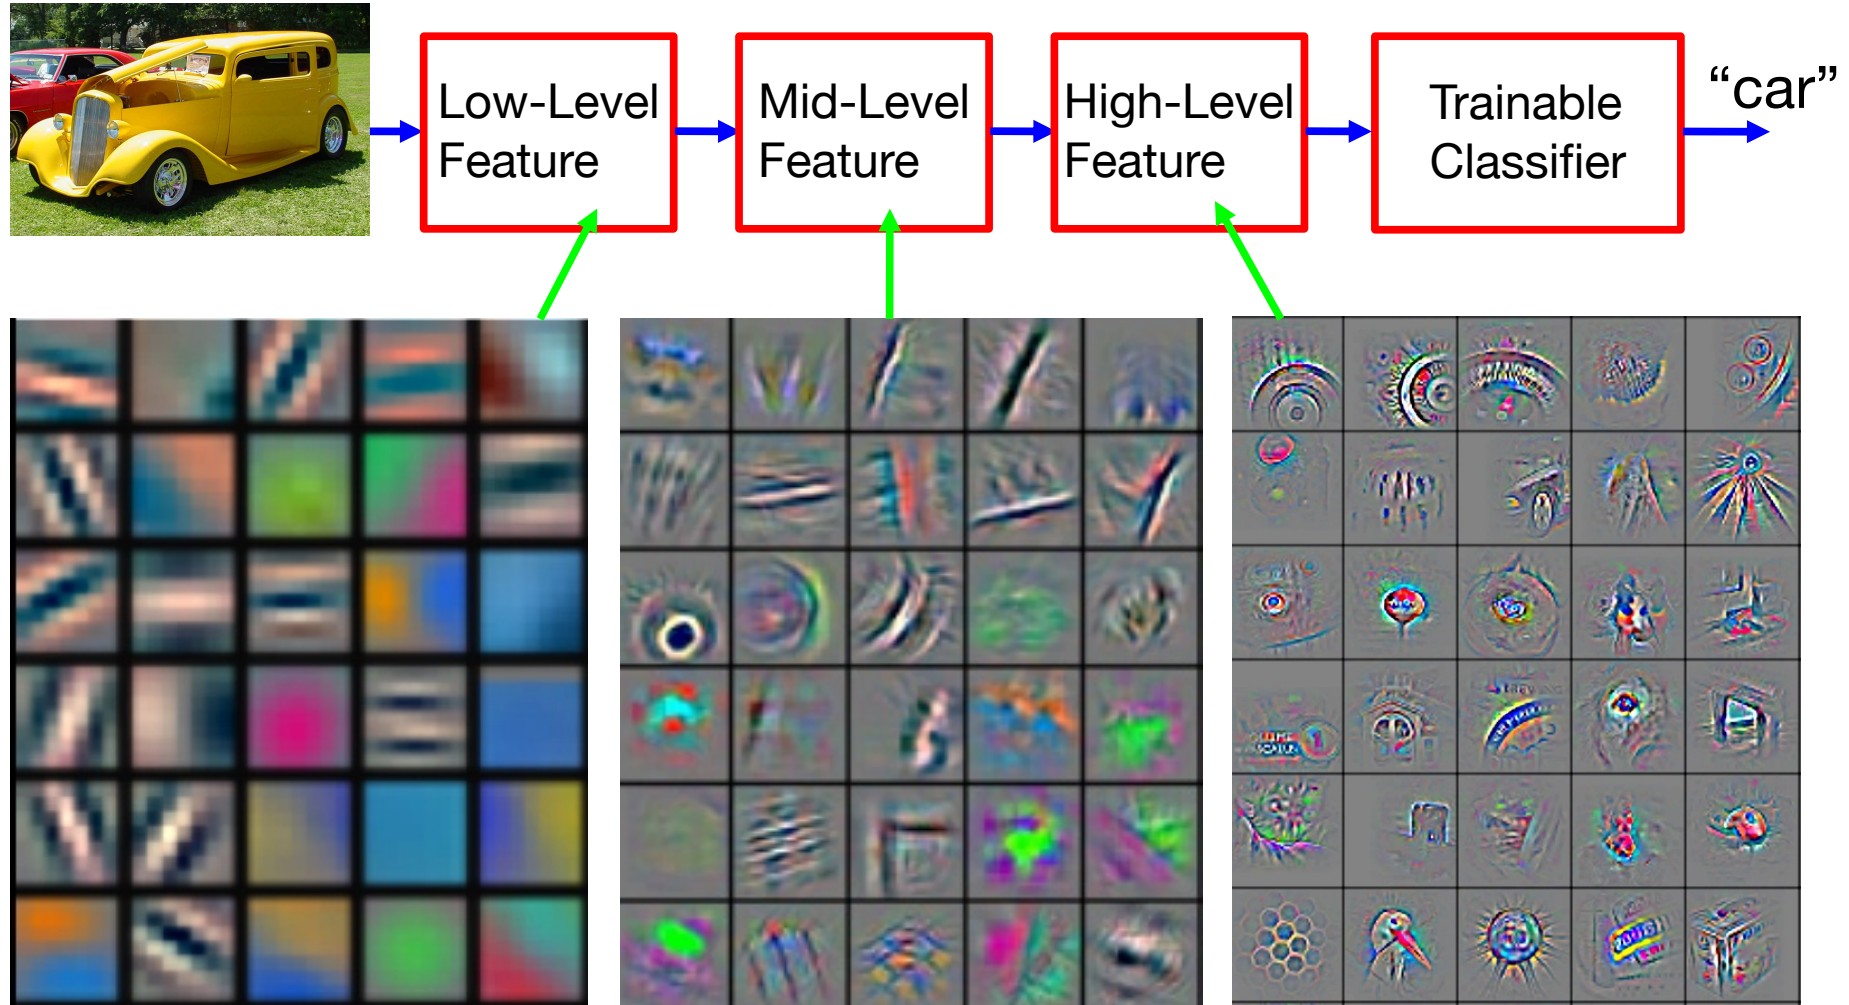 Low-Level
Feature
Mid-Level
Feature
High-Level
Feature
Trainable
Classifier
“car”